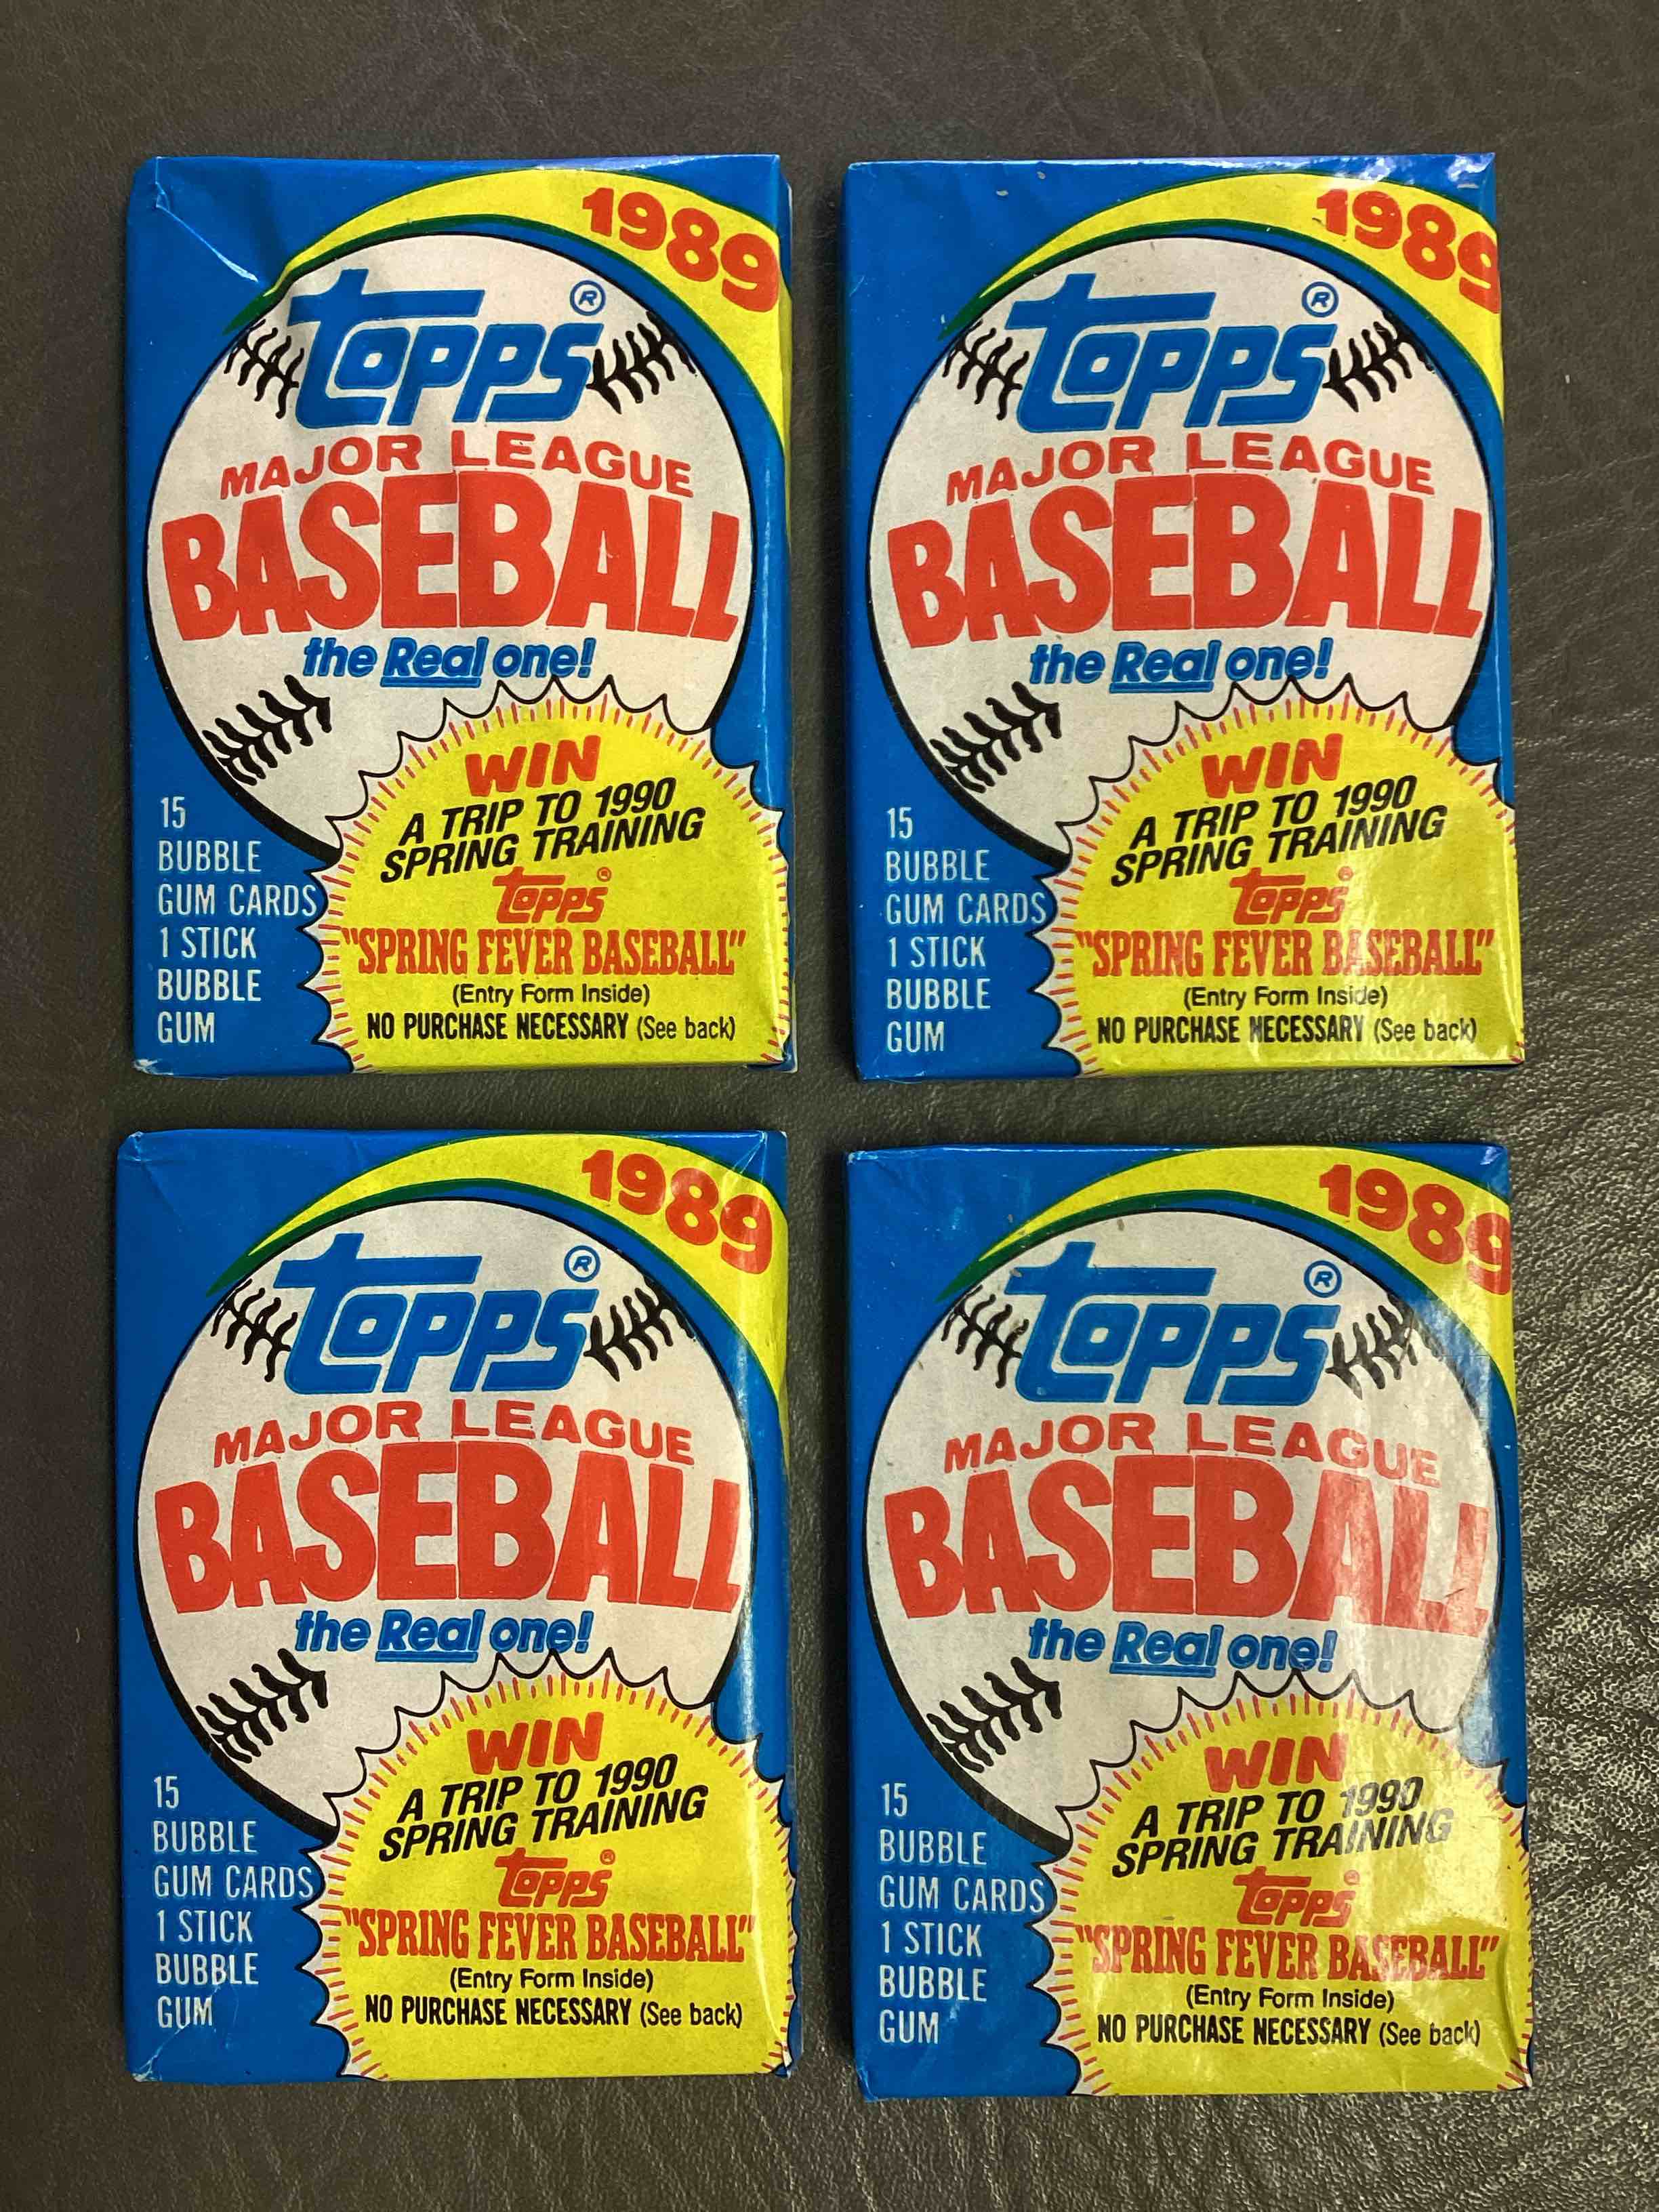 1989
Topps®
MAJOR LEAGUE
BASEBALL
the Real one!
WIN
A TRIP TO 1990
SPRING TRAINING
Topps®
"SPRING FEVER BASEBALL"
(Entry Form Inside)
NO PURCHASE NECESSARY (See back)
15
BUBBLE
GUM CARDS
1 STICK
BUBBLE
GUM
1989
Topps®
MAJOR LEAGUE
BASEBALL
the Real one!
WIN
A TRIP TO 1990
SPRING TRAINING
Topps®
"SPRING FEVER BASEBALL"
(Entry Form Inside)
NO PURCHASE NECESSARY (See back)
15
BUBBLE
GUM CARDS
1 STICK
BUBBLE
GUM
1989
Topps®
MAJOR LEAGUE
BASEBALL
the Real one!
WIN
A TRIP TO 1990
SPRING TRAINING
Topps®
"SPRING FEVER BASEBALL"
(Entry Form Inside)
NO PURCHASE NECESSARY (See back)
15
BUBBLE
GUM CARDS
1 STICK
BUBBLE
GUM
1989
Topps®
MAJOR LEAGUE
BASEBALL
the Real one!
WIN
A TRIP TO 1990
SPRING TRAINING
Topps®
"SPRING FEVER BASEBALL"
(Entry Form Inside)
NO PURCHASE NECESSARY (See back)
15
BUBBLE
GUM CARDS
1 STICK
BUBBLE
GUM